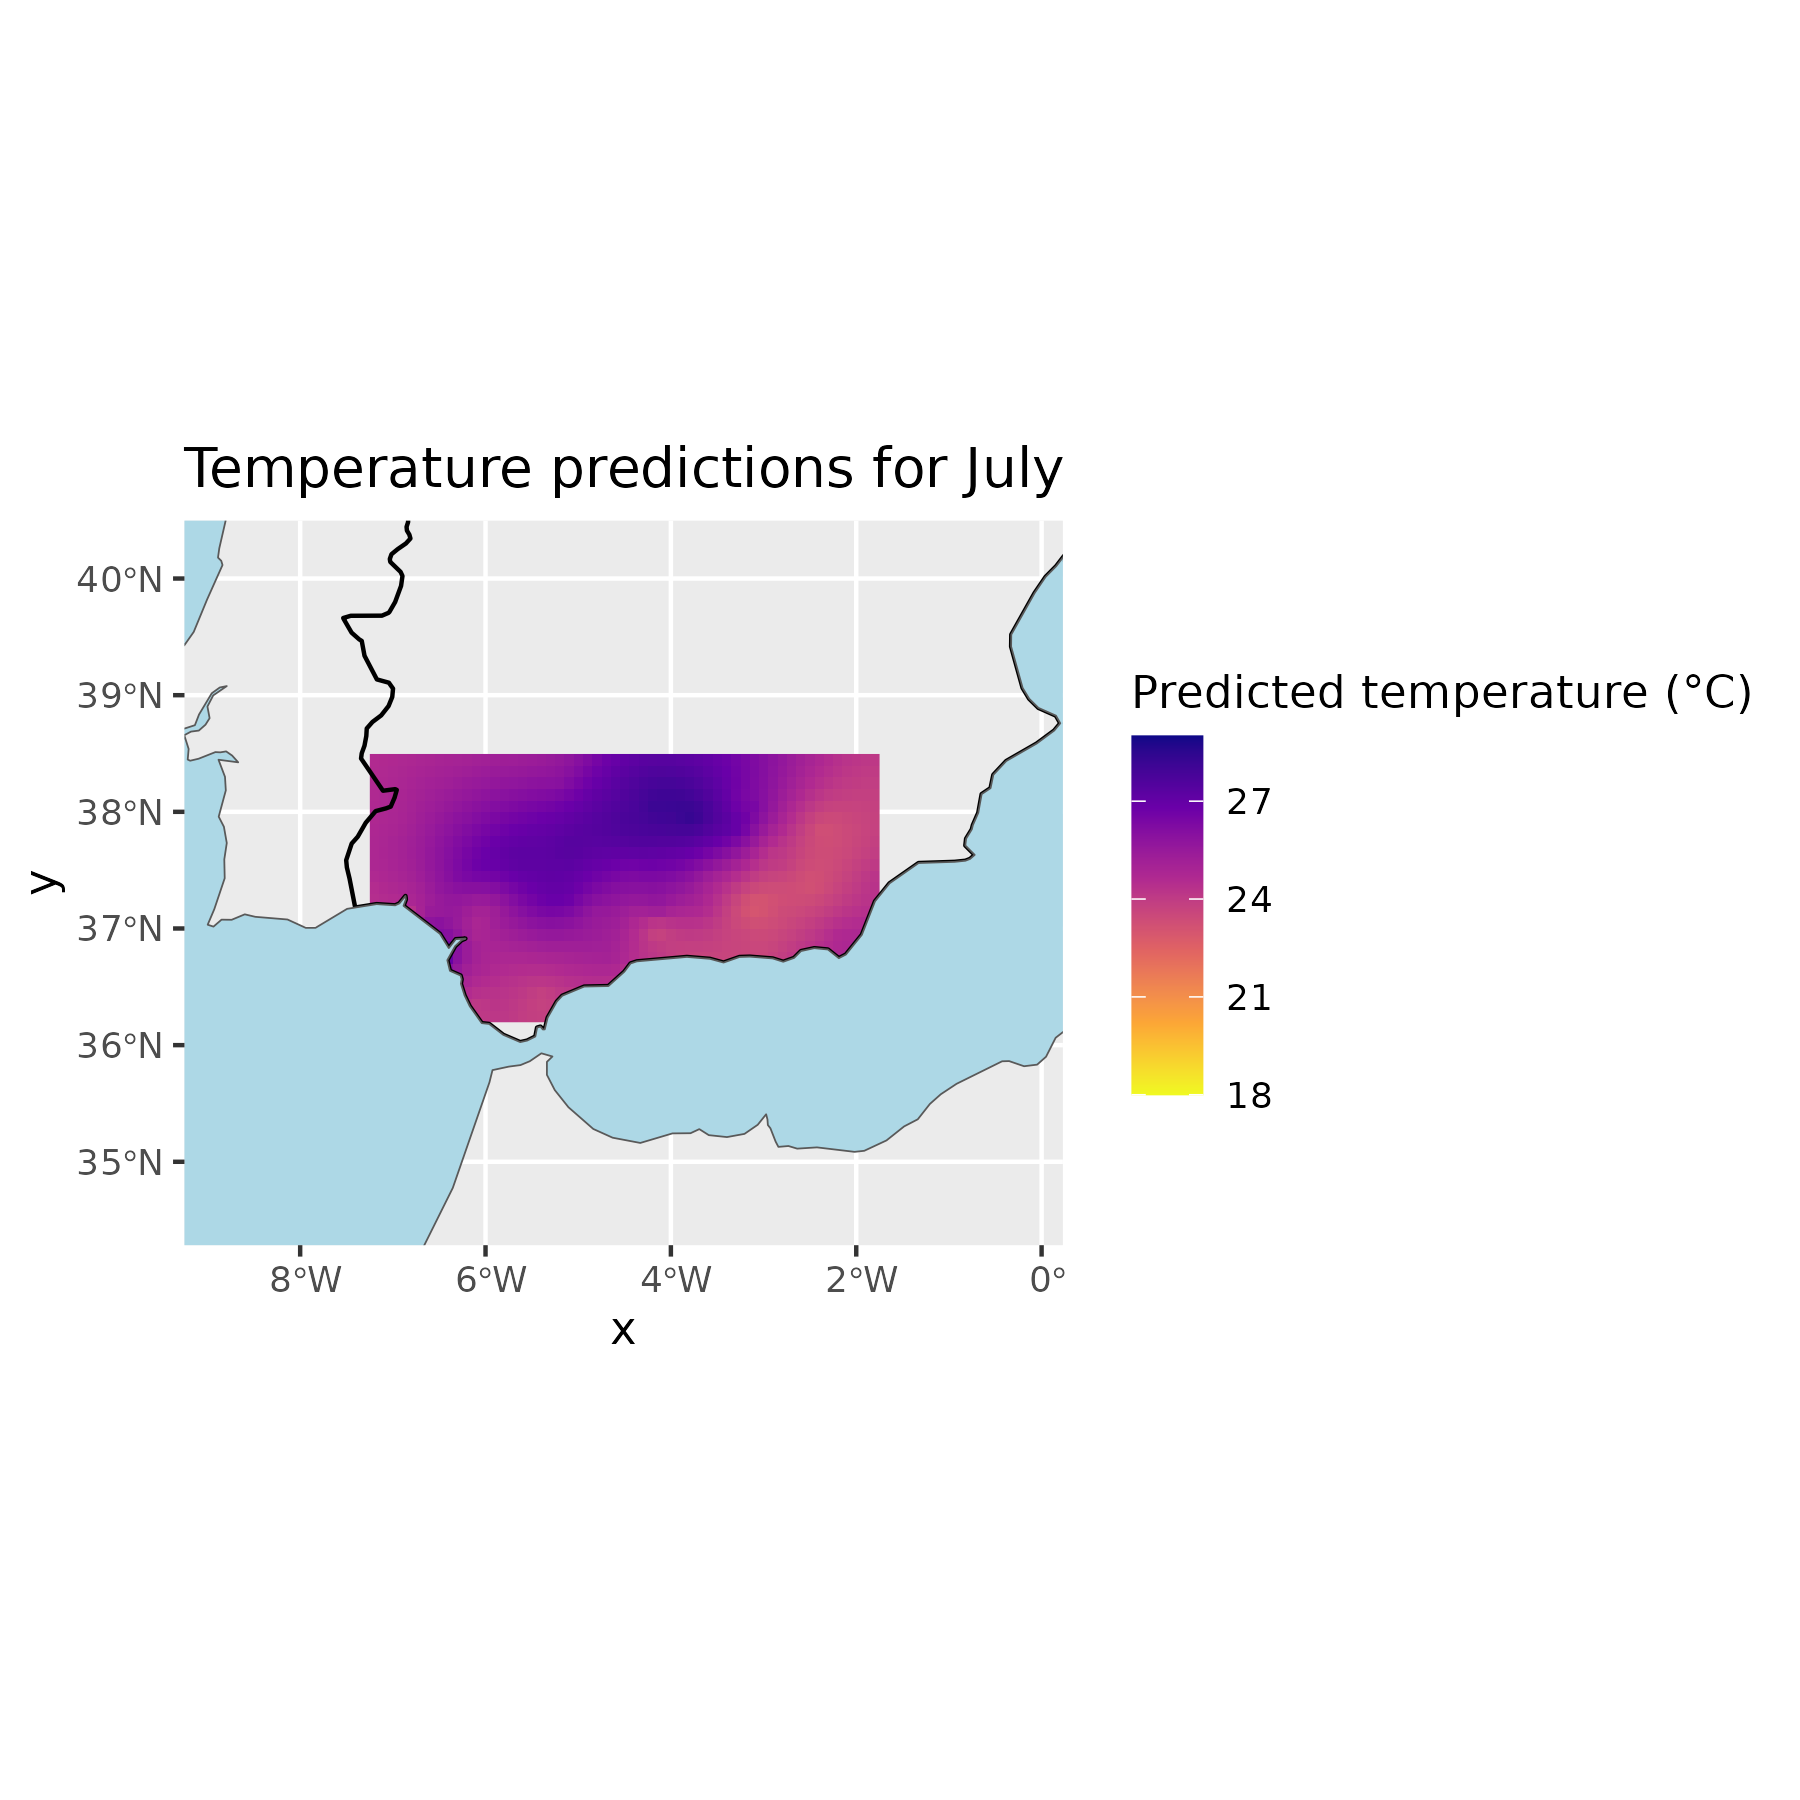 Temperature predictions for July
40°N
39°N
38°N
37°N
36°N
35°N
y
8°W 6°W 4°W 2°W 0°
x
Predicted temperature (°C)
27
24
21
18